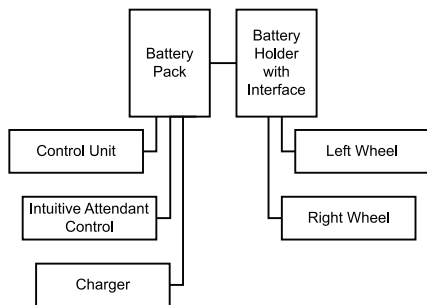 Battery
Pack
Battery
Holder
with
Interface
Control Unit
Left Wheel
Intuitive Attendant
Control
Right Wheel
Charger